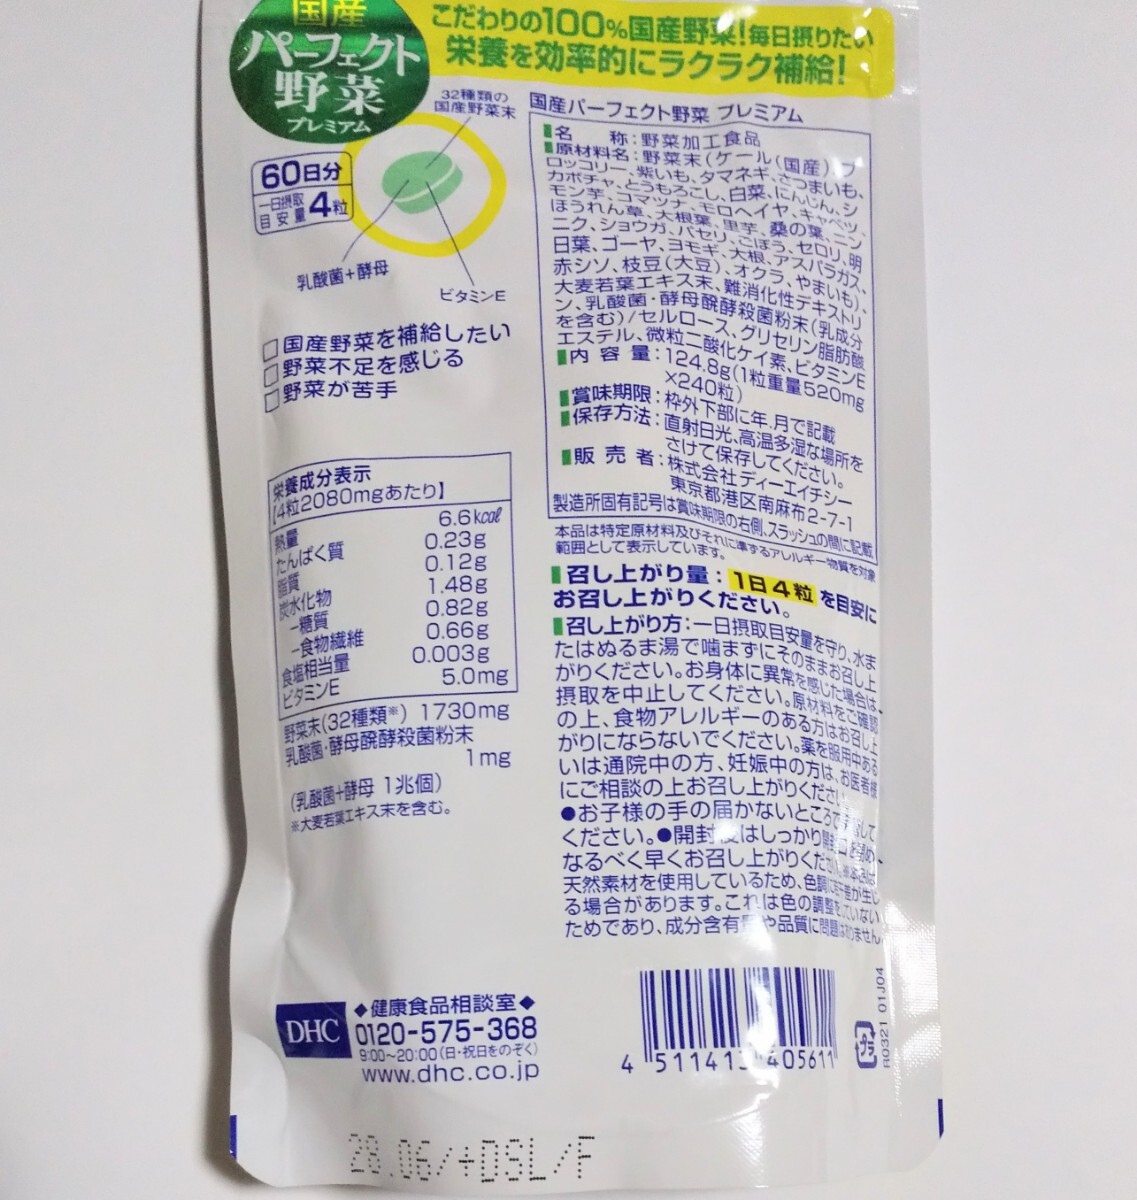 国産
パーフェクト
野菜
プレミアム
こだわりの100%国産野菜!毎日摂りたい
栄養を効率的にラクラク補給!
60日分
一日摂取
目安量 4粒
32種類の
国産野菜末
乳酸菌+酵母
ビタミンE
□国産野菜を補給したい
□野菜不足を感じる
□野菜が苦手
国産パーフェクト野菜 プレミアム
名称:野菜加工食品
原材料名:野菜末(ケール(国産)、ブ
ロッコリー、紫いも、タマネギ、さつまいも、
カボチャ、とうもろこし、白菜、にんじん、シ
モン芋、コマツナ、モロヘイヤ、キャベツ、
ほうれん草、大根葉、里芋、桑の葉、ニン
ニク、ショウガ、パセリ、ごぼう、セロリ、明
日葉、ゴーヤ、ヨモギ、大根、アスパラガス、
赤シソ、枝豆(大豆)、オクラ、やまいも)、
大麦若葉エキス末、難消化性デキストリ
ン、乳酸菌・酵母醗酵殺菌粉末(乳成分
を含む)/セルロース、グリセリン脂肪酸
エステル、微粒二酸化ケイ素、ビタミンE
内容量:124.8g(1粒重量520mg
×240粒)
賞味期限:枠外下部に年.月で記載
保存方法:直射日光、高温多湿な場所を
さけて保存してください。
販売者:株式会社ディーエイチシー
東京都港区南麻布2-7-1
製造所固有記号は賞味期限の右側、スラッシュの間に記載
本品は特定原材料及びそれに準ずるアレルギー物質を対象
範囲として表示しています。
召し上がり量:1日4粒を目安に
お召し上がりください。
召し上がり方:一日摂取目安量を守り、水ま
たはぬるま湯で噛まずにそのままお召し上
がりください。お身体に異常を感じた場合は、
摂取を中止してください。原材料をご確認
の上、食物アレルギーのある方はお召し上
がりにならないでください。薬を服用中ある
いは通院中の方、妊娠中の方は、お医者様
にご相談の上お召し上がりください。
●お子様の手の届かないところで管理して
ください。●開封後はしっかり開封口を閉め、
なるべく早くお召し上がりください。
天然素材を使用しているため、色調に若干差が生じ
る場合があります。これは色の調整をしていない
ためであり、成分含有量や品質に問題はありません
栄養成分表示
【4粒2080mgあたり】
熱量 6.6kcal
たんぱく質 0.23g
脂質 0.12g
炭水化物 1.48g
-糖質 0.82g
-食物繊維 0.66g
食塩相当量 0.003g
ビタミンE 5.0mg
野菜末(32種類※) 1730mg
乳酸菌・酵母醗酵殺菌粉末
1mg
(乳酸菌+酵母 1兆個)
※大麦若葉エキス末を含む。
DHC
◆健康食品相談室◆
0120-575-368
9:00~20:00(日・祝日をのぞく)
www.dhc.co.jp
4 511413 405611
プラ
R0321 01J04
28.06/+DSL/F